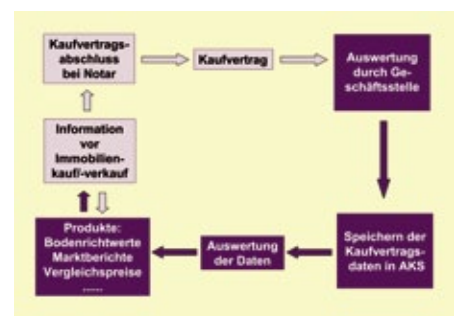 Kaufvertrags-
abschluss
bei Notar
Kaufvertrag
Auswertung
durch Ge-
schäftsstelle
Information
vor
Immobilien-
kauf/-verkauf
Produkte:
Bodenrichtwerte
Marktberichte
Vergleichspreise
......
Auswertung
der Daten
Speichern der
Kaufvertrags-
daten in AKS